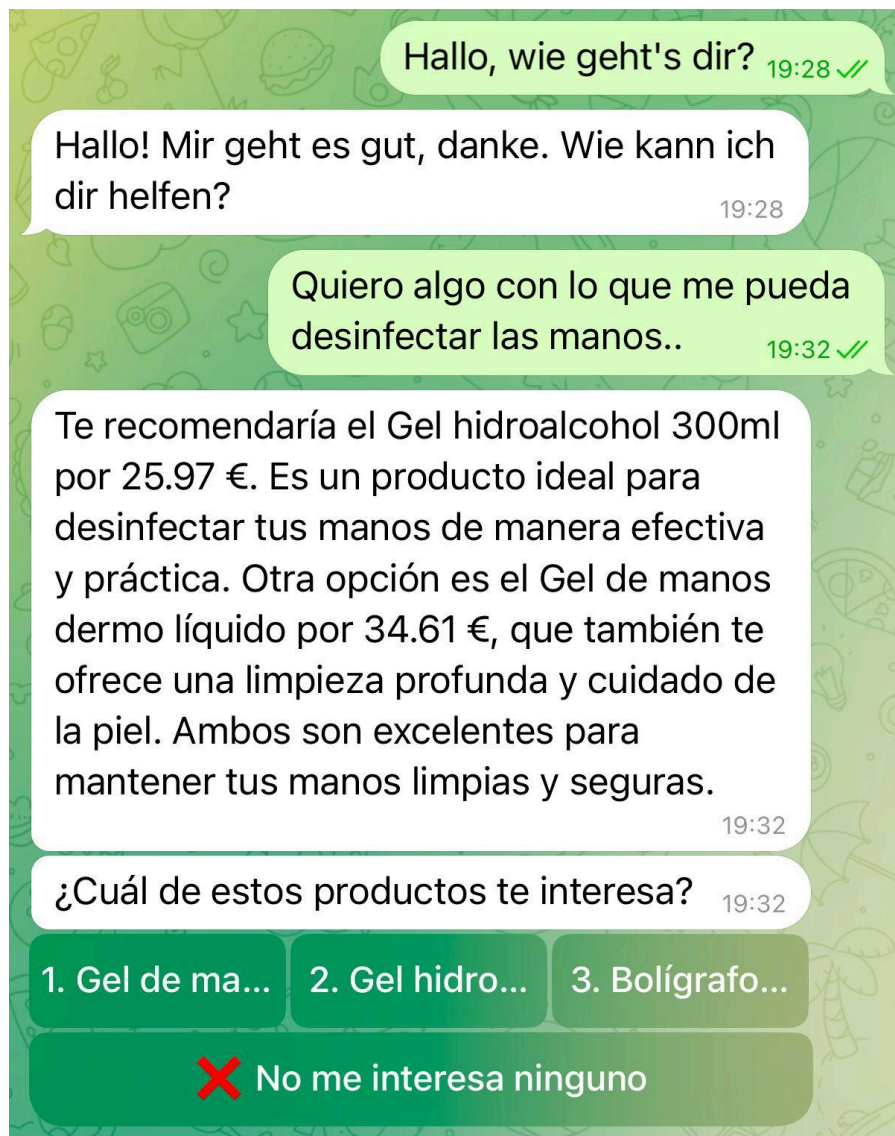 Hallo, wie geht's dir? 19:28
Hallo! Mir geht es gut, danke. Wie kann ich
dir helfen?
19:28
Quiero algo con lo que me pueda
desinfectar las manos.. 19:32
Te recomendaría el Gel hidroalcohol 300ml
por 25.97 €. Es un producto ideal para
desinfectar tus manos de manera efectiva
y práctica. Otra opción es el Gel de manos
dermo líquido por 34.61 €, que también te
ofrece una limpieza profunda y cuidado de
la piel. Ambos son excelentes para
mantener tus manos limpias y seguras.
19:32
¿Cuál de estos productos te interesa? 19:32
1. Gel de ma... 2. Gel hidro... 3. Bolígrafo...
❌ No me interesa ninguno